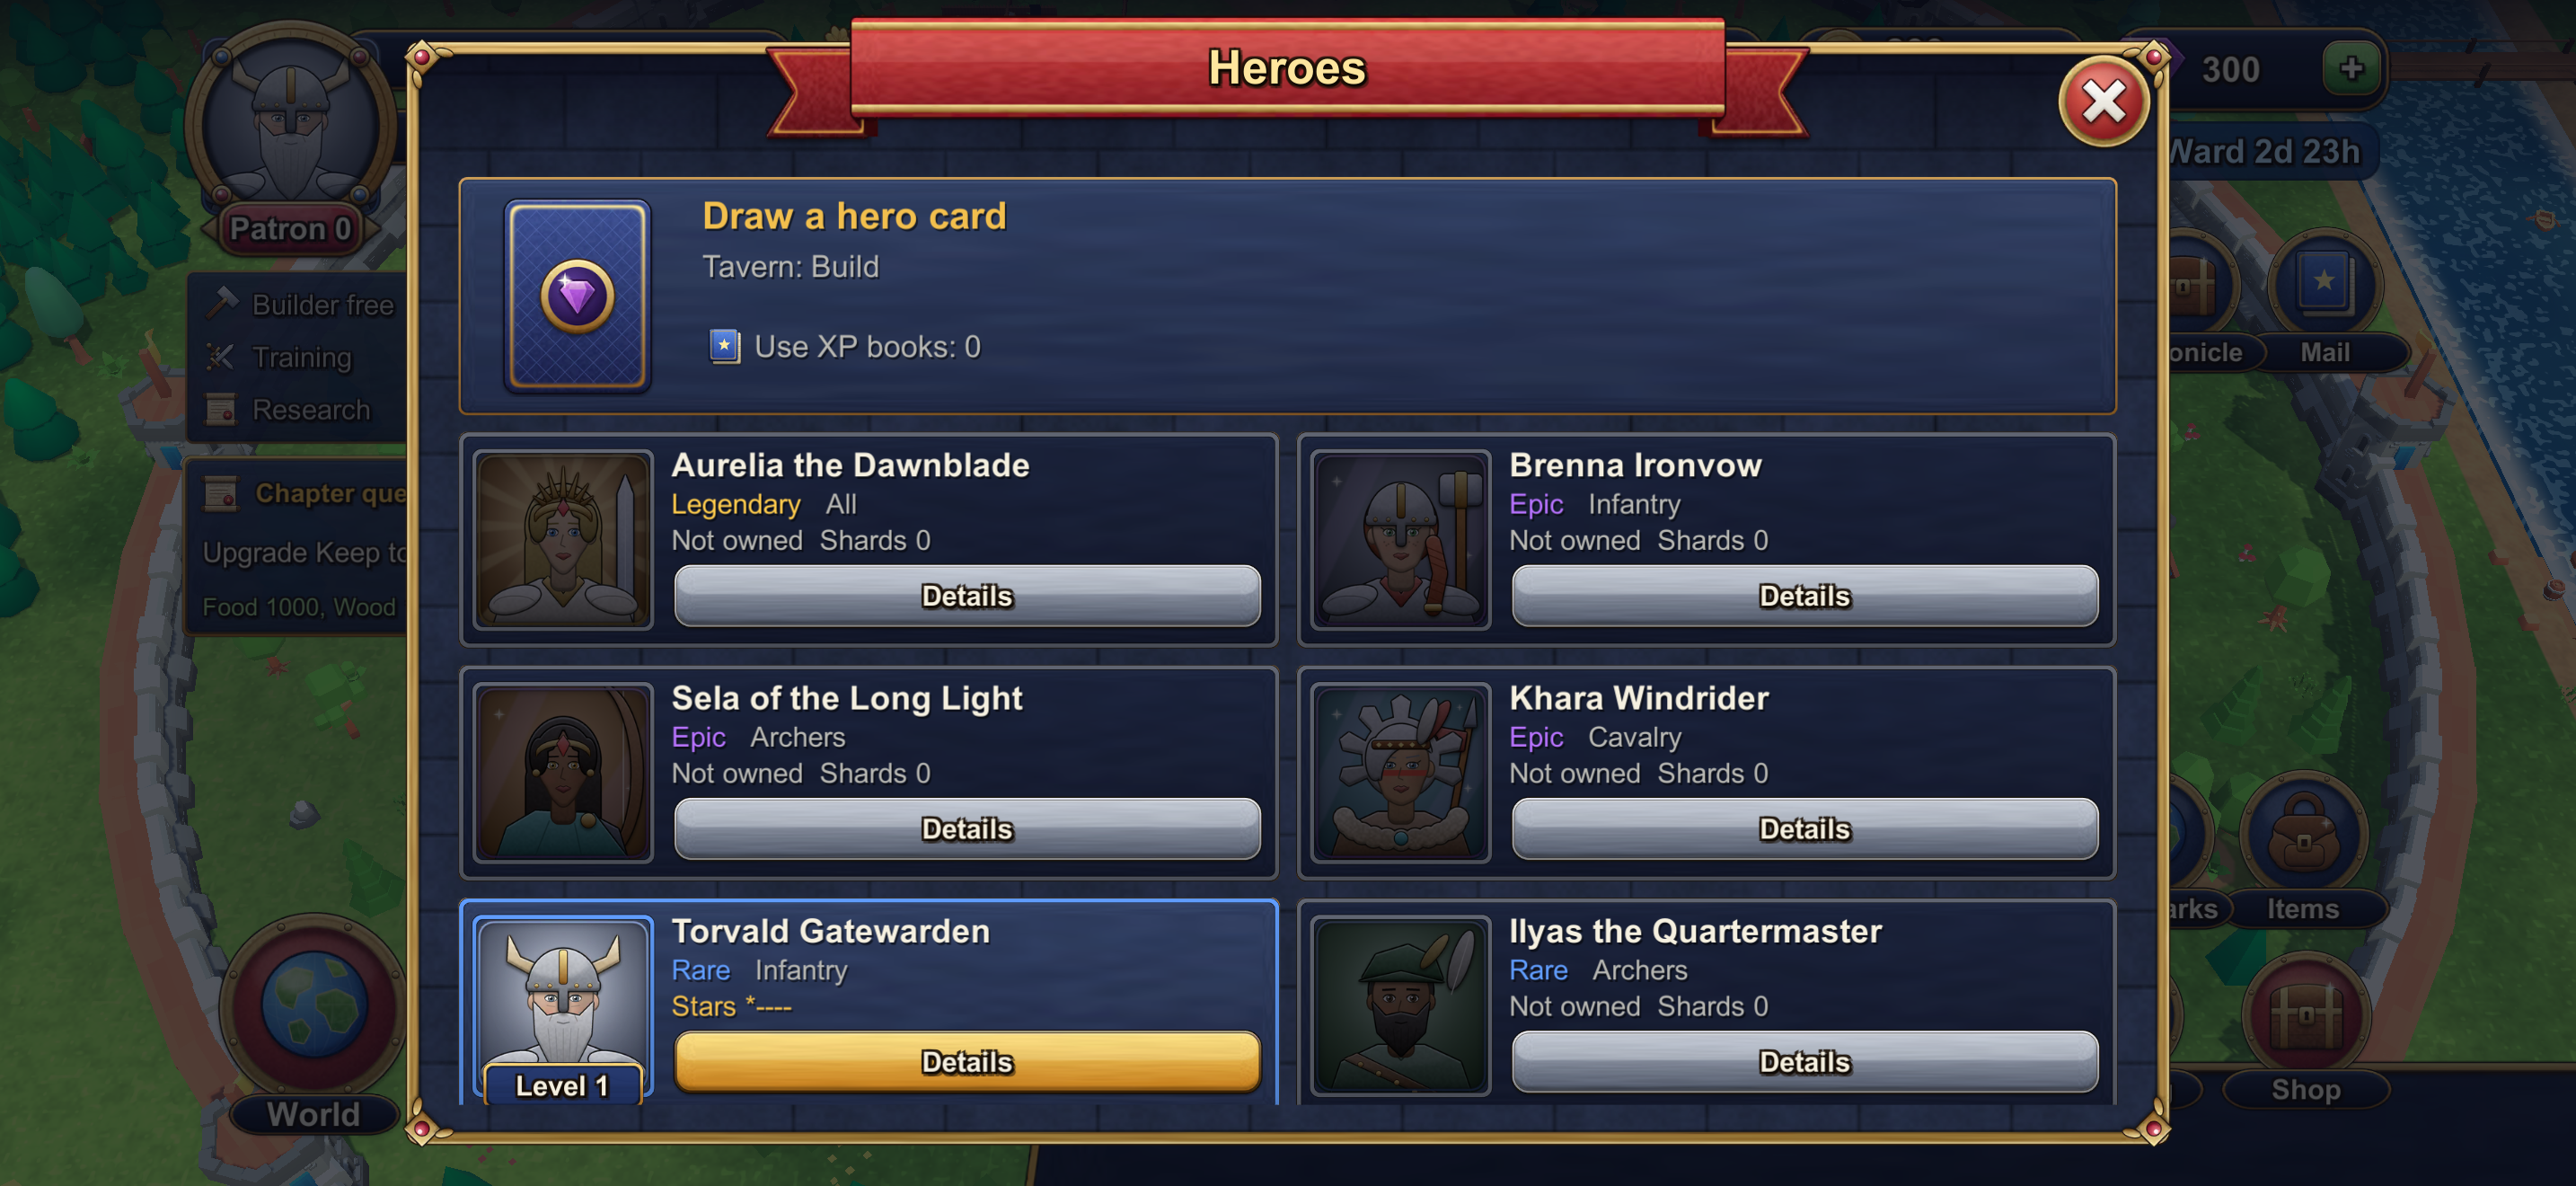 Heroes
300
Ward 2d 23h
Patron 0
Builder free
Training
Research
Chapter que
Upgrade Keep to
Food 1000, Wood
Draw a hero card
Tavern: Build
Use XP books: 0
Aurelia the Dawnblade
Legendary All
Not owned Shards 0
Details
Brenna Ironvow
Epic Infantry
Not owned Shards 0
Details
Sela of the Long Light
Epic Archers
Not owned Shards 0
Details
Khara Windrider
Epic Cavalry
Not owned Shards 0
Details
Torvald Gatewarden
Rare Infantry
Stars *----
Details
Level 1
Ilyas the Quartermaster
Rare Archers
Not owned Shards 0
Details
onicle
Mail
arks
Items
World
Shop